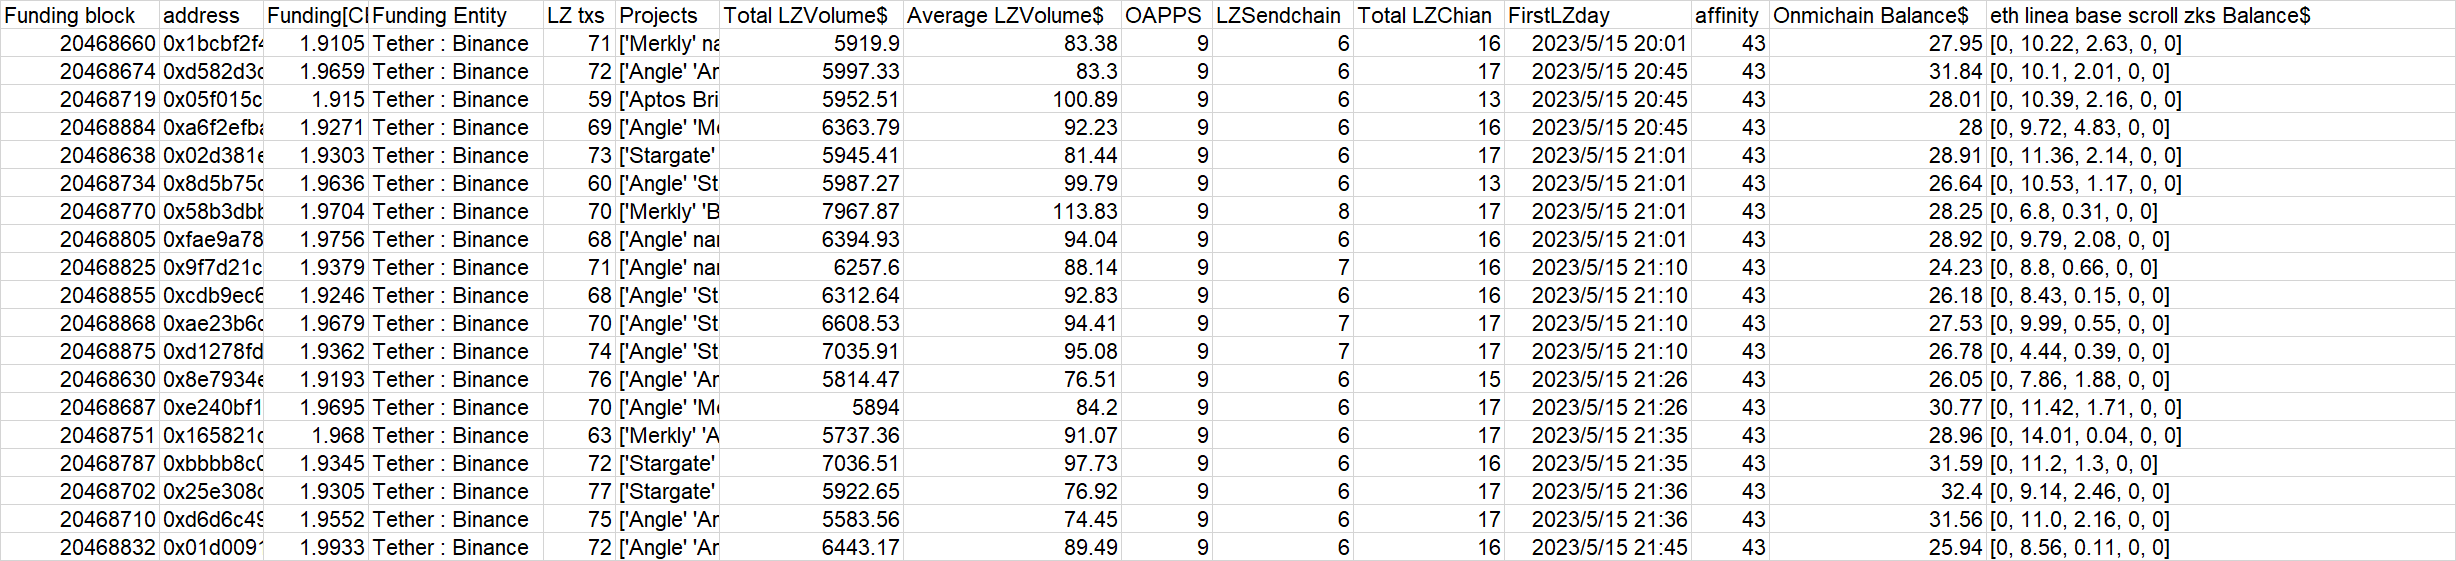 Funding block address Funding[Cl Funding Entity LZ txs Projects Total LZVolume$ Average LZVolume$ OAPPS LZSendchain Total LZChian FirstLZday affinity Onmichain Balance$ eth linea base scroll zks Balance$
20468660 0x1bcbf2f4 1.9105 Tether : Binance 71 ['Merkly' na 5919.9 83.38 9 6 16 2023/5/15 20:01 43 27.95 [0, 10.22, 2.63, 0, 0]
20468674 0xd582d3c 1.9659 Tether : Binance 72 ['Angle' 'Ar 5997.33 83.3 9 6 17 2023/5/15 20:45 43 31.84 [0, 10.1, 2.01, 0, 0]
20468719 0x05f015c 1.915 Tether : Binance 59 ['Aptos Bri 5952.51 100.89 9 6 13 2023/5/15 20:45 43 28.01 [0, 10.39, 2.16, 0, 0]
20468884 0xa6f2efba 1.9271 Tether : Binance 69 ['Angle' 'Me 6363.79 92.23 9 6 16 2023/5/15 20:45 43 28 [0, 9.72, 4.83, 0, 0]
20468638 0x02d381e 1.9303 Tether : Binance 73 ['Stargate' 5945.41 81.44 9 6 17 2023/5/15 21:01 43 28.91 [0, 11.36, 2.14, 0, 0]
20468734 0x8d5b75c 1.9636 Tether : Binance 60 ['Angle' 'St 5987.27 99.79 9 6 13 2023/5/15 21:01 43 26.64 [0, 10.53, 1.17, 0, 0]
20468770 0x58b3dbb 1.9704 Tether : Binance 70 ['Merkly' 'B 7967.87 113.83 9 8 17 2023/5/15 21:01 43 28.25 [0, 6.8, 0.31, 0, 0]
20468805 0xfae9a78 1.9756 Tether : Binance 68 ['Angle' nar 6394.93 94.04 9 6 16 2023/5/15 21:01 43 28.92 [0, 9.79, 2.08, 0, 0]
20468825 0x9f7d21c 1.9379 Tether : Binance 71 ['Angle' nar 6257.6 88.14 9 7 16 2023/5/15 21:10 43 24.23 [0, 8.8, 0.66, 0, 0]
20468855 0xcdb9ec6 1.9246 Tether : Binance 68 ['Angle' 'St 6312.64 92.83 9 6 16 2023/5/15 21:10 43 26.18 [0, 8.43, 0.15, 0, 0]
20468868 0xae23b6c 1.9679 Tether : Binance 70 ['Angle' 'St 6608.53 94.41 9 7 17 2023/5/15 21:10 43 27.53 [0, 9.99, 0.55, 0, 0]
20468875 0xd1278fd 1.9362 Tether : Binance 74 ['Angle' 'St 7035.91 95.08 9 7 17 2023/5/15 21:10 43 26.78 [0, 4.44, 0.39, 0, 0]
20468630 0x8e7934e 1.9193 Tether : Binance 76 ['Angle' 'Ar 5814.47 76.51 9 6 15 2023/5/15 21:26 43 26.05 [0, 7.86, 1.88, 0, 0]
20468687 0xe240bf1 1.9695 Tether : Binance 70 ['Angle' 'Me 5894 84.2 9 6 17 2023/5/15 21:26 43 30.77 [0, 11.42, 1.71, 0, 0]
20468751 0x165821c 1.968 Tether : Binance 63 ['Merkly' 'A 5737.36 91.07 9 6 17 2023/5/15 21:35 43 28.96 [0, 14.01, 0.04, 0, 0]
20468787 0xbbbb8c0 1.9345 Tether : Binance 72 ['Stargate' 7036.51 97.73 9 6 16 2023/5/15 21:35 43 31.59 [0, 11.2, 1.3, 0, 0]
20468702 0x25e308c 1.9305 Tether : Binance 77 ['Stargate' 5922.65 76.92 9 6 17 2023/5/15 21:36 43 32.4 [0, 9.14, 2.46, 0, 0]
20468710 0xd6d6c49 1.9552 Tether : Binance 75 ['Angle' 'Ar 5583.56 74.45 9 6 17 2023/5/15 21:36 43 31.56 [0, 11.0, 2.16, 0, 0]
20468832 0x01d0091 1.9933 Tether : Binance 72 ['Angle' 'Ar 6443.17 89.49 9 6 16 2023/5/15 21:45 43 25.94 [0, 8.56, 0.11, 0, 0]